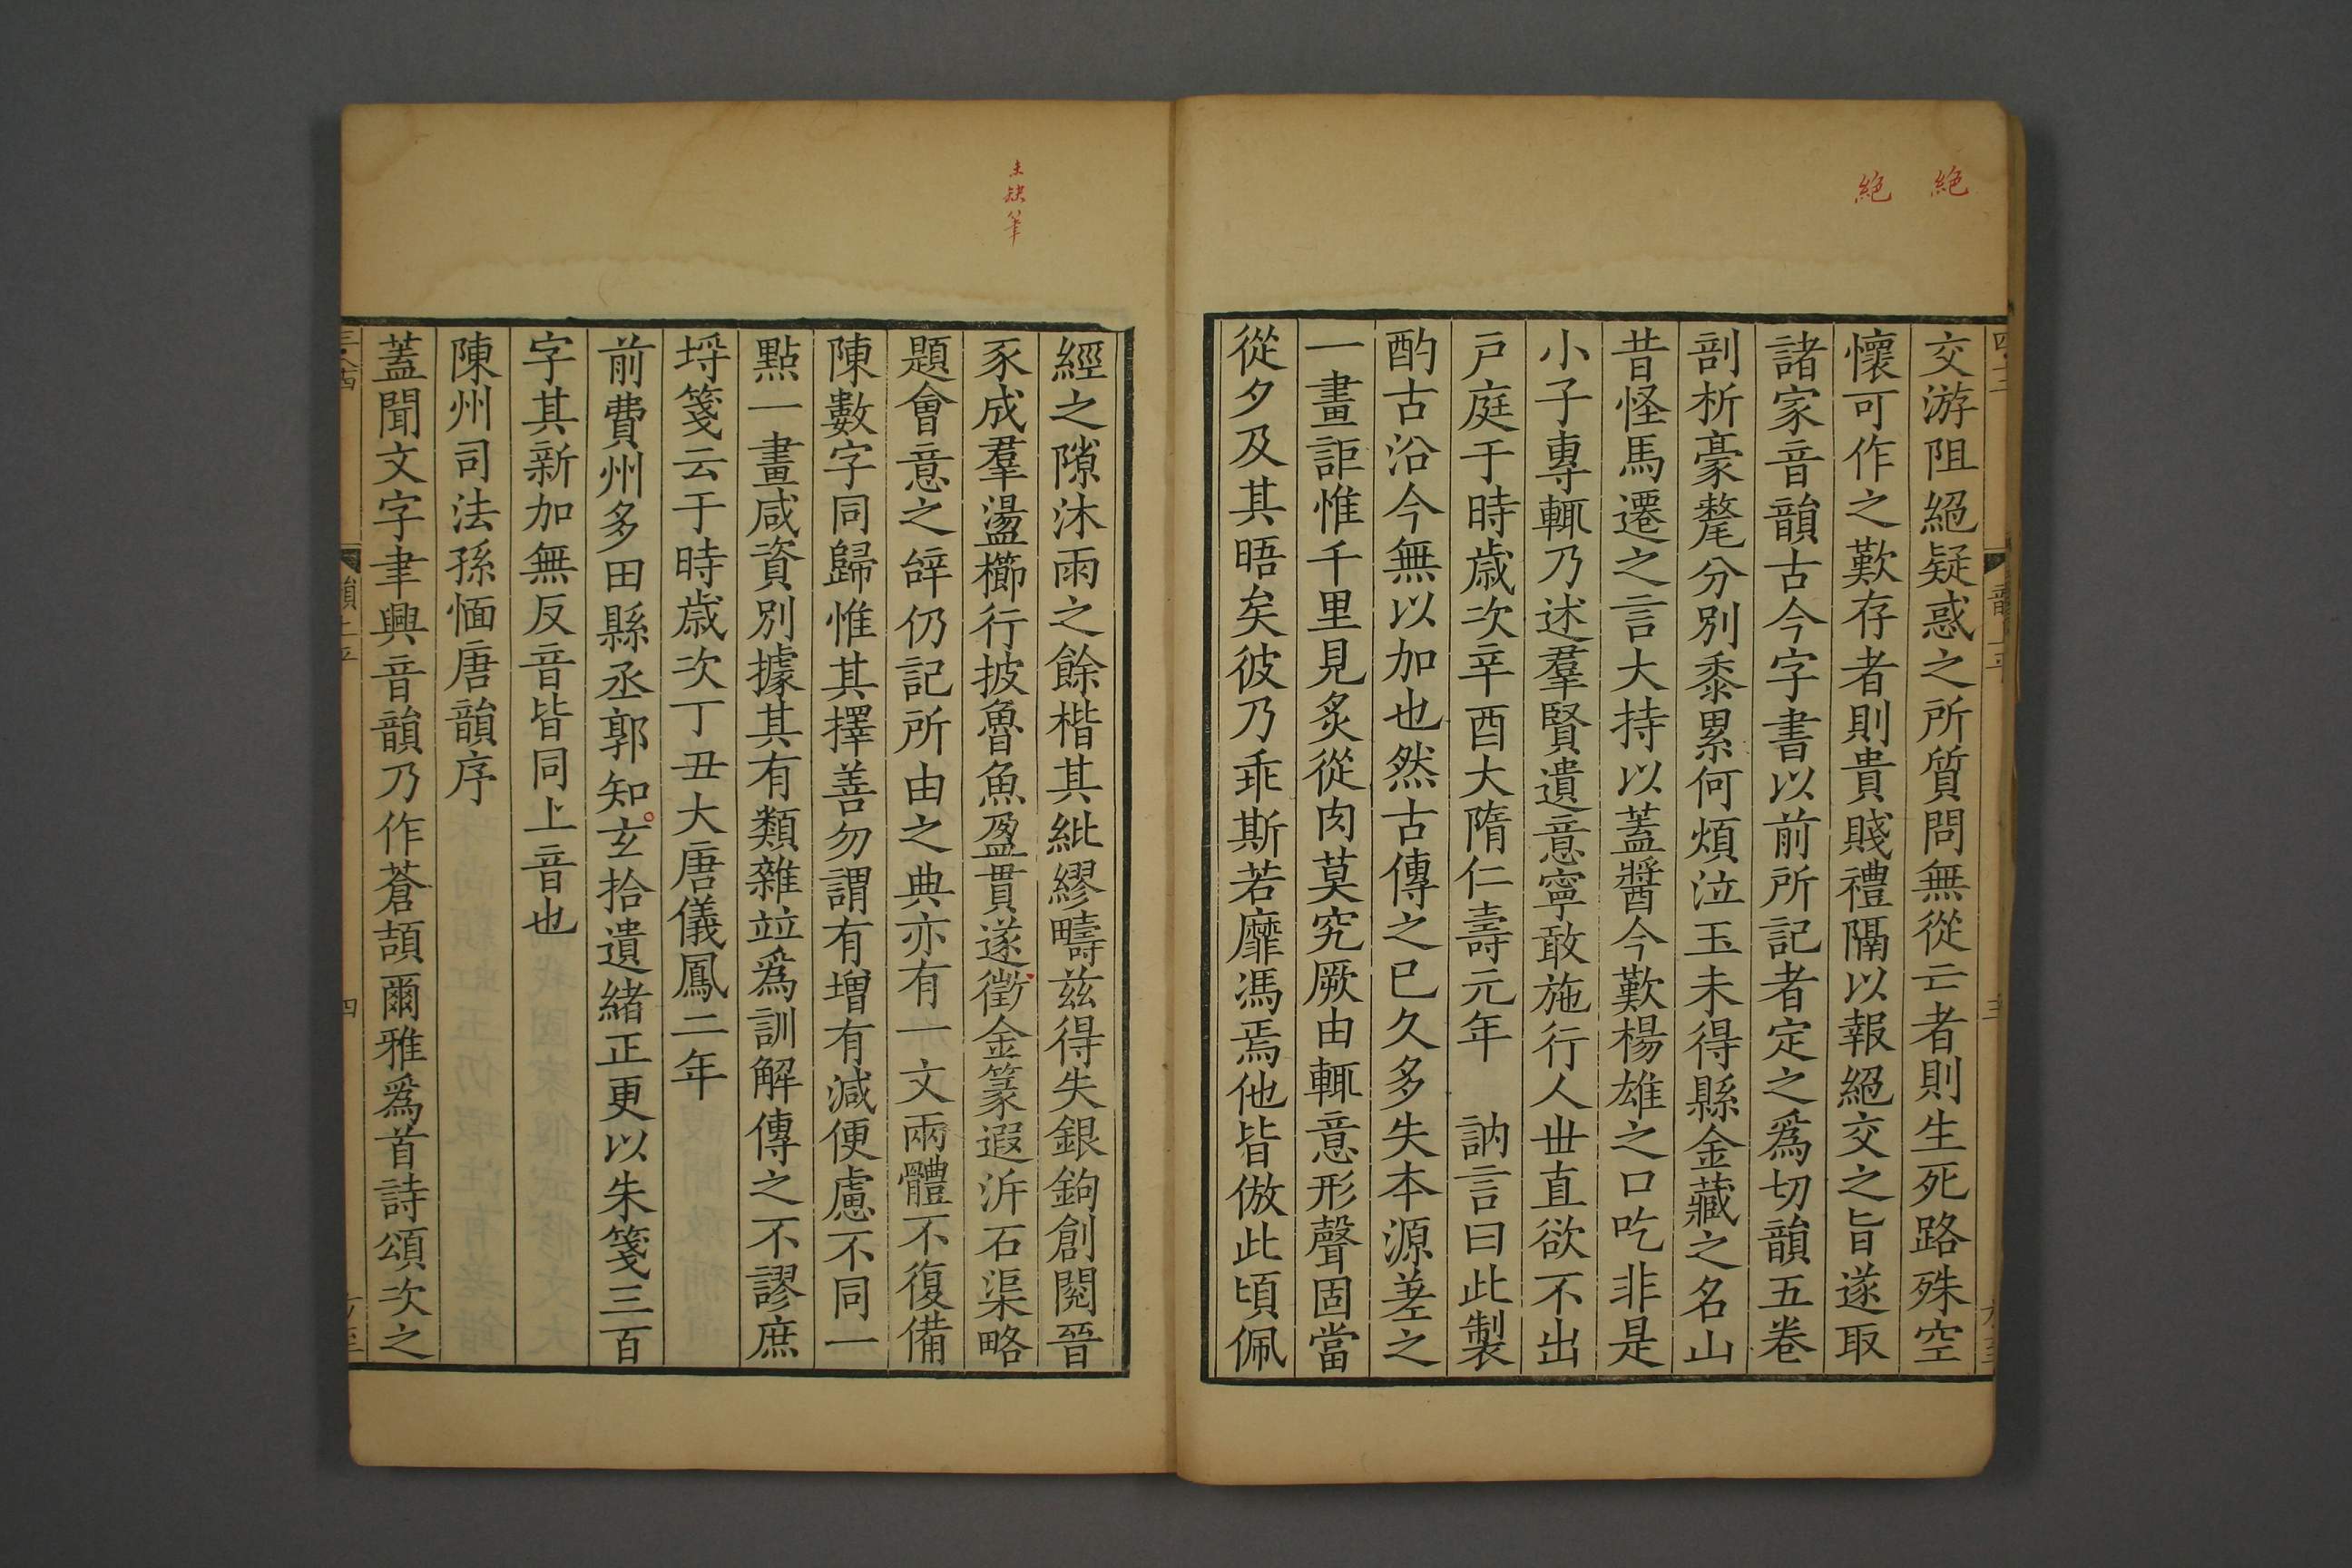 絕
絕
交游阻絕疑惑之所質問無從亡者則生死路殊空
懷可作之歎存者則貴賤禮隔以報絕交之旨遂取
諸家音韻古今字書以前所記者定之爲切韻五卷
剖析豪氂分別黍累何煩泣玉未得縣金藏之名山
昔怪馬遷之言大持以蓋醬今歎楊雄之口吃非是
小子專輒乃述羣賢遺意寧敢施行人世直欲不出
戸庭于時歲次辛酉大隋仁壽元年　訥言曰此製
酌古沿今無以加也然古傳之已久多失本源差之
一畫詎惟千里見炙從肉莫究厥由輒意形聲固當
從夕及其晤矣彼乃乖斯若靡馮焉他皆倣此頃佩
未缺筆
經之隙沐雨之餘楷其紕繆疇兹得失銀鉤創閱晉
豕成羣盪櫛行披魯魚盈貫遂徵金篆遐泝石渠略
題會意之辝仍記所由之典亦有一文兩體不復備
陳數字同歸惟其擇善勿謂有增有減便慮不同一
點一畫咸資別據其有類雜竝爲訓解傳之不謬庶
埒箋云于時歲次丁丑大唐儀鳳二年
前費州多田縣丞郭知玄拾遺緒正更以朱箋三百
字其新加無反音皆同上音也
陳州司法孫愐唐韻序
蓋聞文字聿興音韻乃作蒼頡爾雅爲首詩頌次之
四